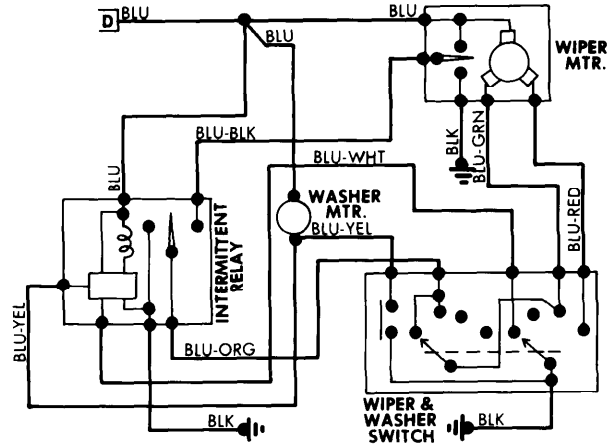 D
BLU
BLU
WIPER
MTR.
BLU-BLK
BLK
BLU-GRN
BLU-WHT
BLU
WASHER
MTR.
BLU-YEL
BLU-RED
INTERMITTENT
RELAY
BLU-YEL
BLU-ORG
BLK
WIPER &
WASHER
SWITCH
BLK